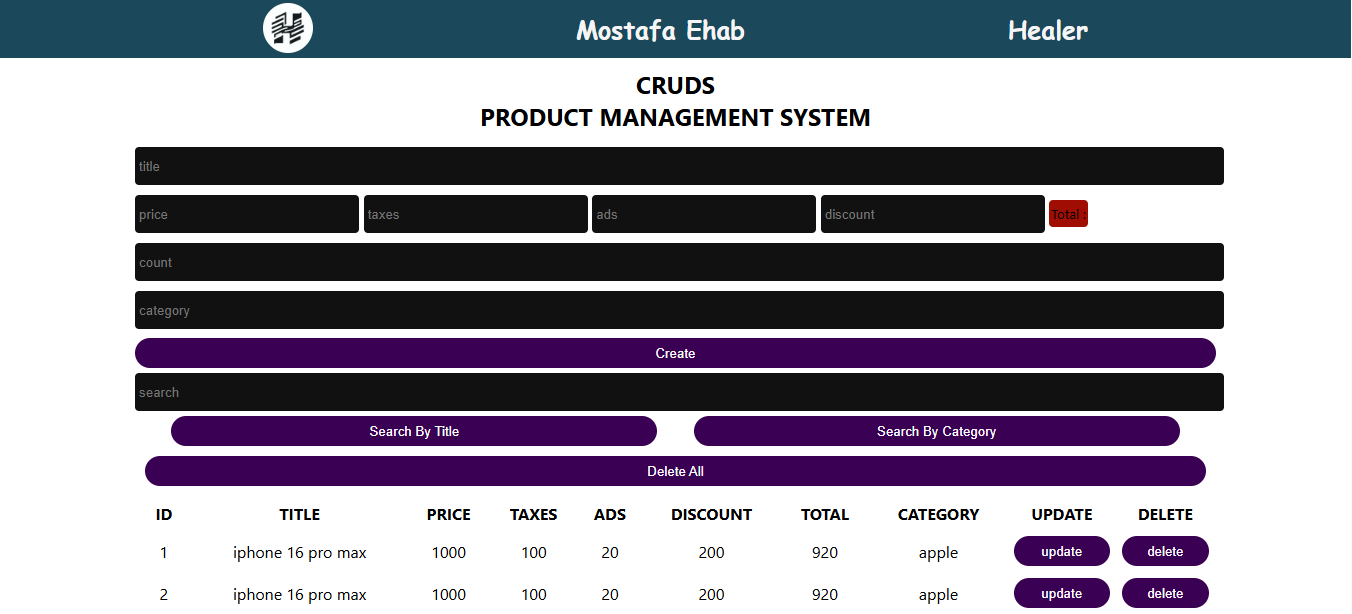 Mostafa Ehab Healer
CRUDS
PRODUCT MANAGEMENT SYSTEM
title
price taxes ads discount Total :
count
category
Create
search
Search By Title Search By Category
Delete All
ID TITLE PRICE TAXES ADS DISCOUNT TOTAL CATEGORY UPDATE DELETE
1 iphone 16 pro max 1000 100 20 200 920 apple update delete
2 iphone 16 pro max 1000 100 20 200 920 apple update delete